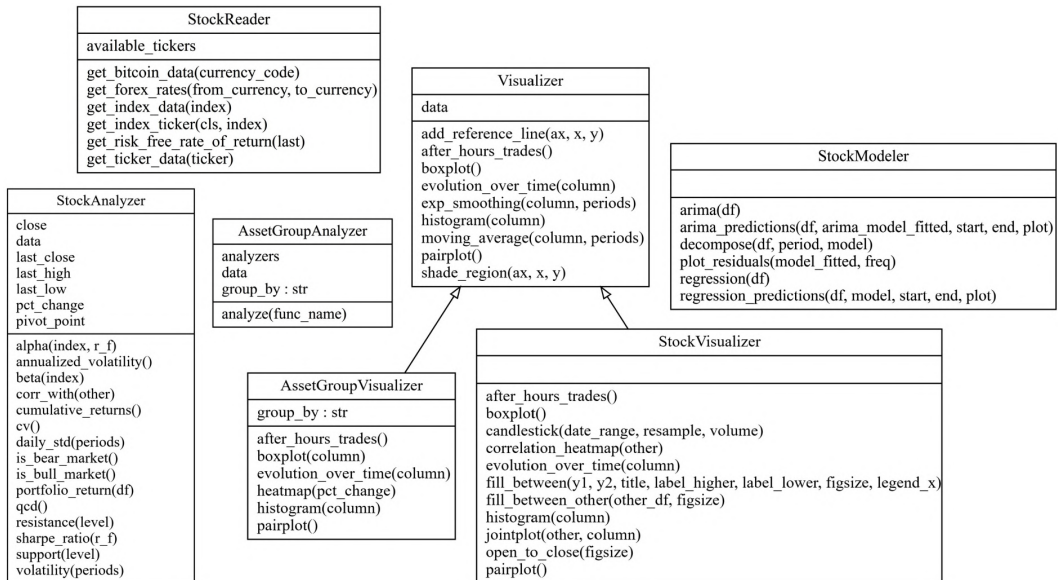 StockReader
available_tickers
get_bitcoin_data(currency_code)
get_forex_rates(from_currency, to_currency)
get_index_data(index)
get_index_ticker(cls, index)
get_risk_free_rate_of_return(last)
get_ticker_data(ticker)
Visualizer
data
add_reference_line(ax, x, y)
after_hours_trades()
boxplot()
evolution_over_time(column)
exp_smoothing(column, periods)
histogram(column)
moving_average(column, periods)
pairplot()
shade_region(ax, x, y)
StockModeler
arima(df)
arima_predictions(df, arima_model_fitted, start, end, plot)
decompose(df, period, model)
plot_residuals(model_fitted, freq)
regression(df)
regression_predictions(df, model, start, end, plot)
StockAnalyzer
close
data
last_close
last_high
last_low
pct_change
pivot_point
alpha(index, r_f)
annualized_volatility()
beta(index)
corr_with(other)
cumulative_returns()
cv()
daily_std(periods)
is_bear_market()
is_bull_market()
portfolio_return(df)
qcd()
resistance(level)
sharpe_ratio(r_f)
support(level)
volatility(periods)
AssetGroupAnalyzer
analyzers
data
group_by : str
analyze(func_name)
AssetGroupVisualizer
group_by : str
after_hours_trades()
boxplot(column)
evolution_over_time(column)
heatmap(pct_change)
histogram(column)
pairplot()
StockVisualizer
after_hours_trades()
boxplot()
candlestick(date_range, resample, volume)
correlation_heatmap(other)
evolution_over_time(column)
fill_between(y1, y2, title, label_higher, label_lower, figsize, legend_x)
fill_between_other(other_df, figsize)
histogram(column)
jointplot(other, column)
open_to_close(figsize)
pairplot()